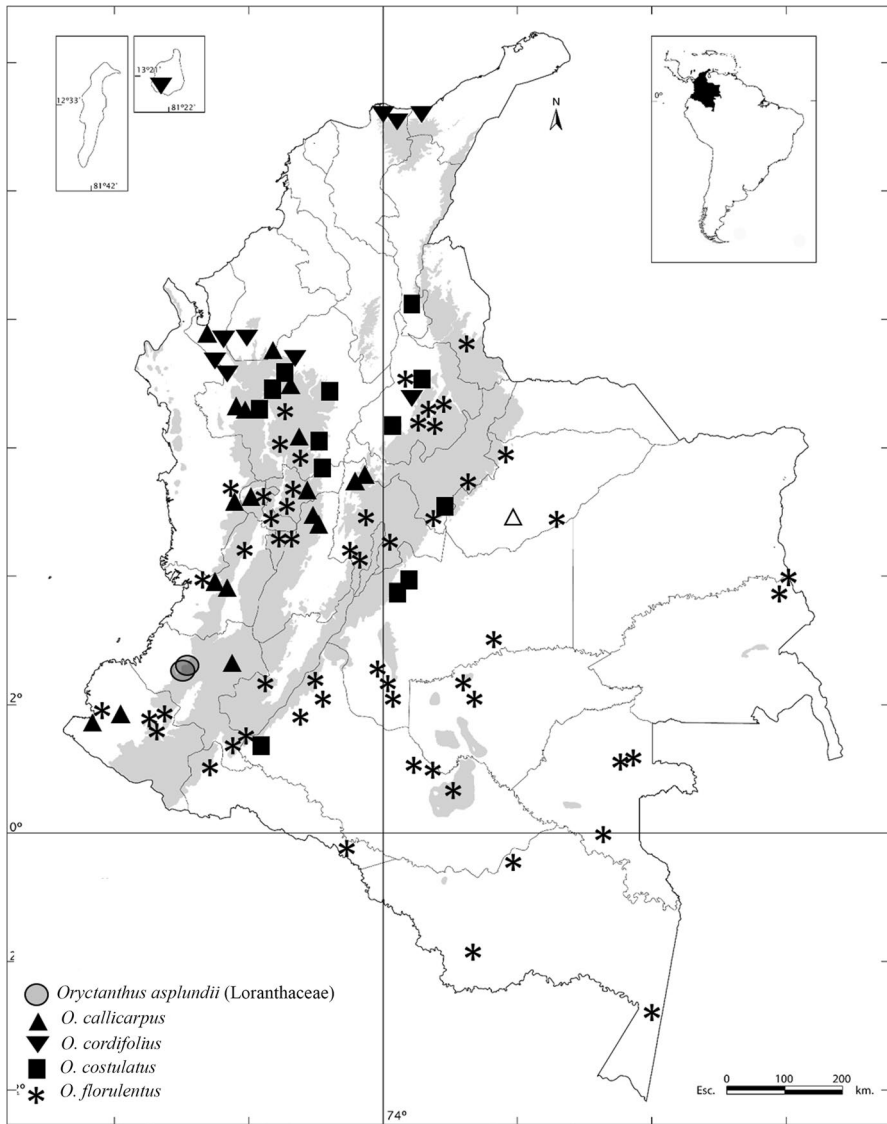 13°21'
12°33'
81°22'
81°42'
0°
N
2°
0°
2
Oryctanthus asplundii (Loranthaceae)
O. callicarpus
O. cordifolius
O. costulatus
O. florulentus
Esc. 0 100 200 km.
74°